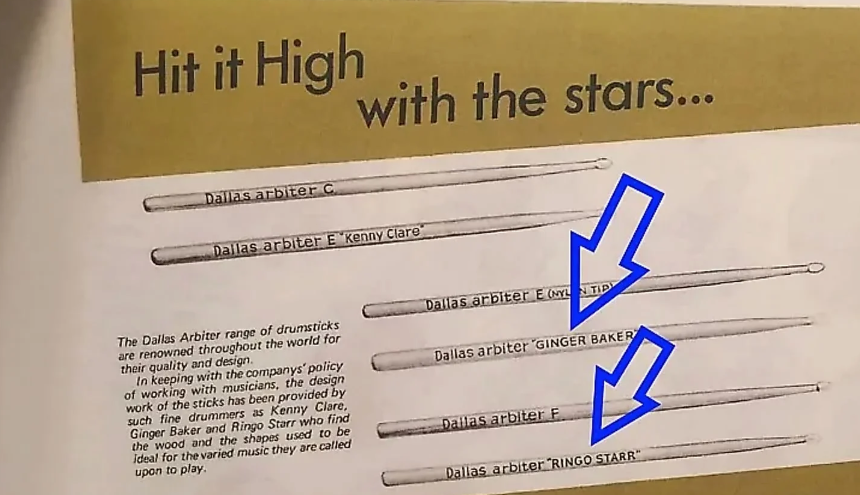 Hit it High
with the stars...
Dallas arbiter C
Dallas arbiter E "Kenny Clare"
Dallas arbiter E (NYLON TIP)
Dallas arbiter "GINGER BAKER"
Dallas arbiter F
Dallas arbiter "RINGO STARR"
The Dallas Arbiter range of drumsticks
are renowned throughout the world for
their quality and design.
In keeping with the companys' policy
of working with musicians, the design
work of the sticks has been provided by
such fine drummers as Kenny Clare,
Ginger Baker and Ringo Starr who find
the wood and the shapes used to be
ideal for the varied music they are called
upon to play.